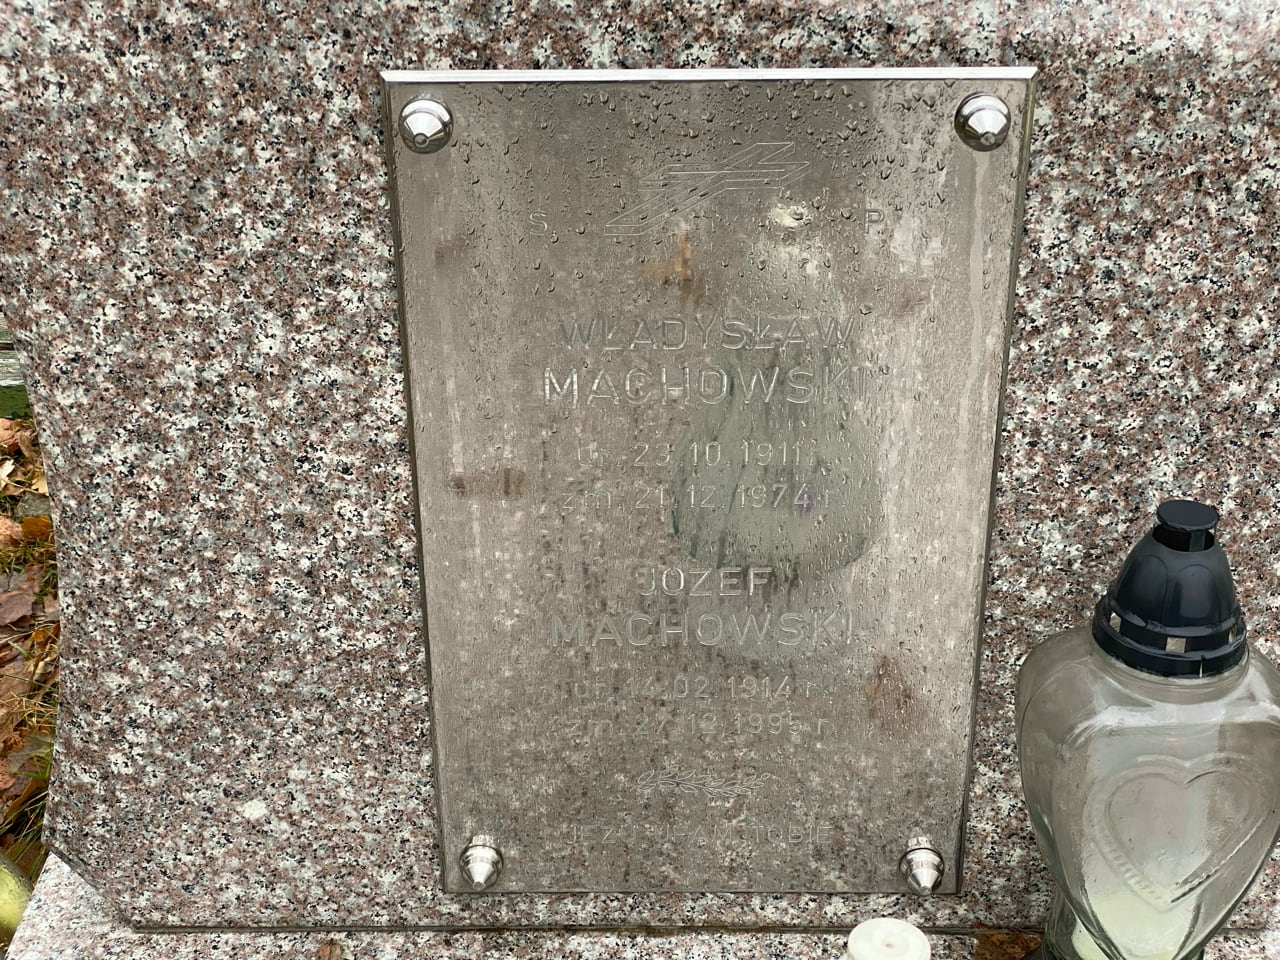 Ś P
WŁADYSŁAW
MACHOWSKI
ur. 23.10.1911 r.
zm. 21.12.1974 r.
JÓZEF
MACHOWSKI
ur. 14.02.1914 r.
zm. 27.12.1995 r.
JEZU UFAM TOBIE